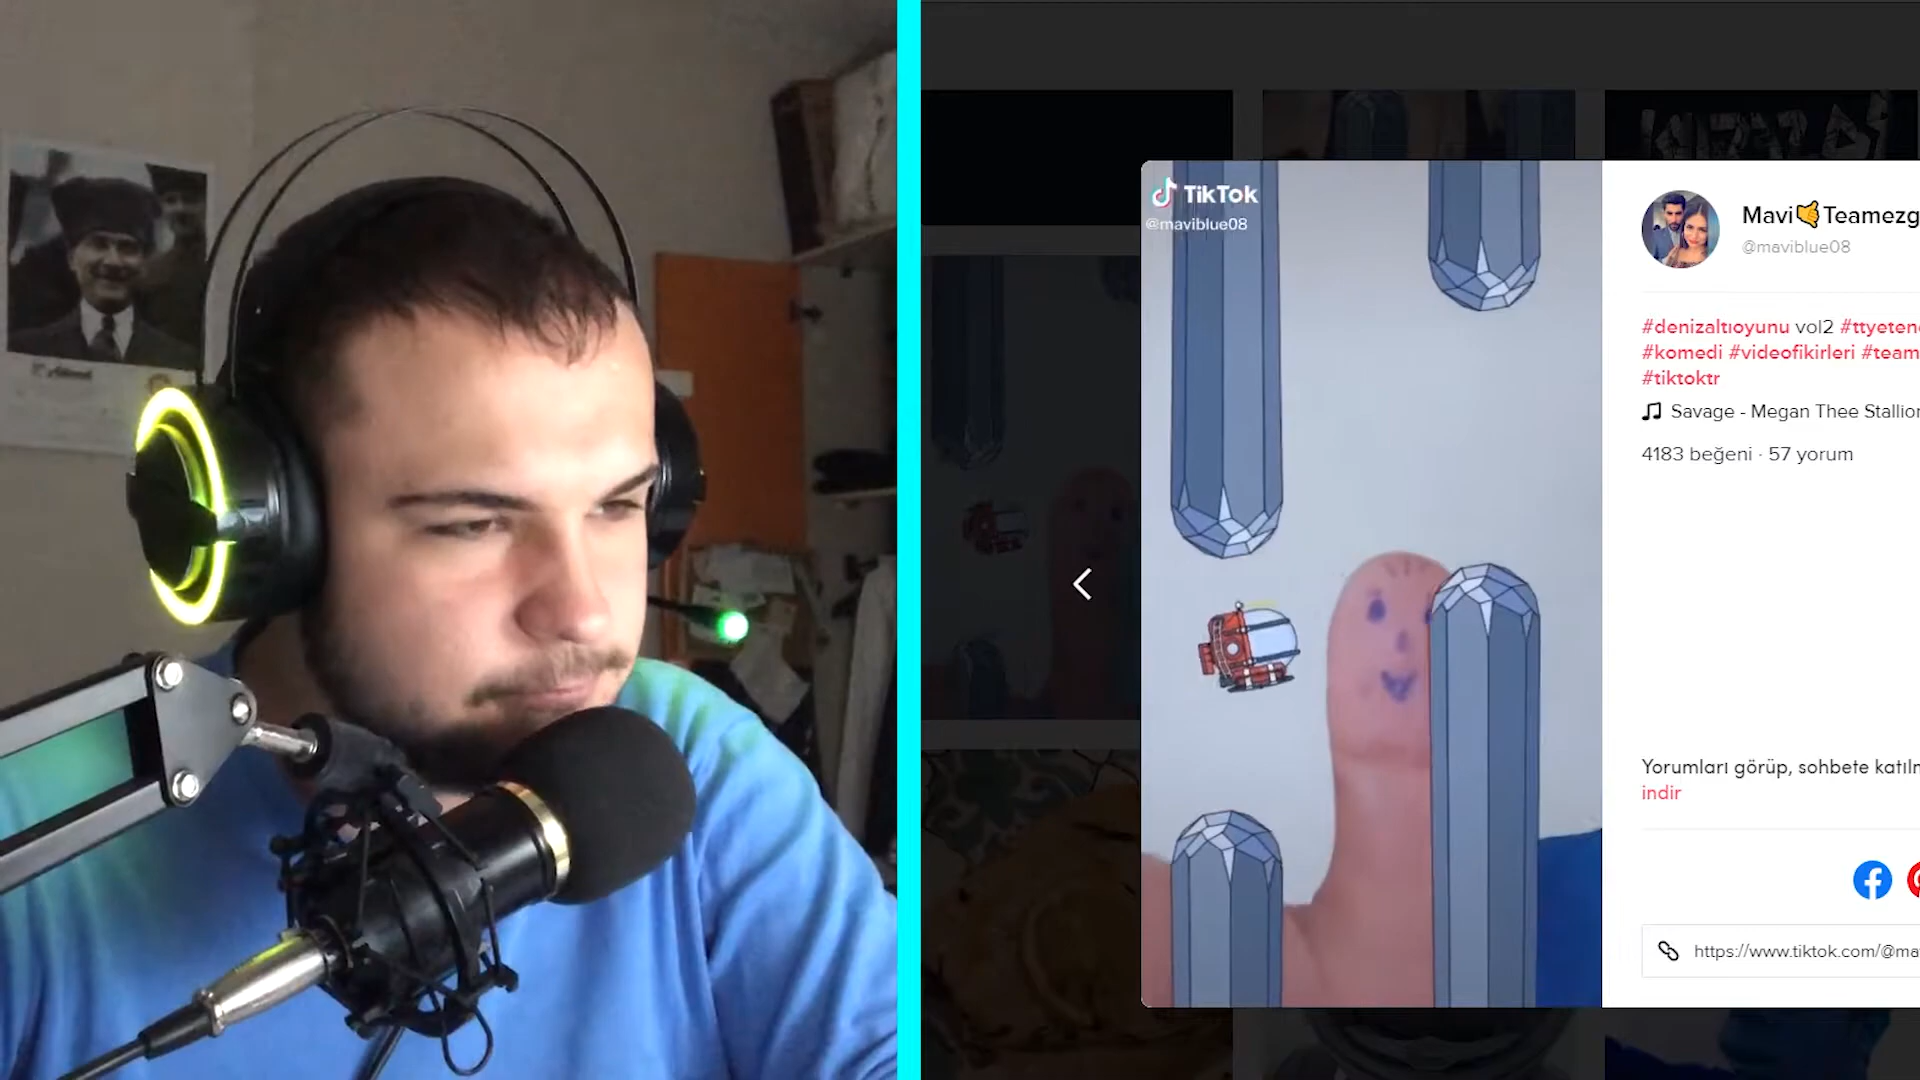 TikTok
@maviblue08
Mavi🤙Teamezg
@maviblue08
#denizaltıoyunu vol2 #ttyeten
#komedi #videofikirleri #team
#tiktoktr
Savage - Megan Thee Stallion
4183 beğeni · 57 yorum
Yorumları görüp, sohbete katılm
indir
https://www.tiktok.com/@ma